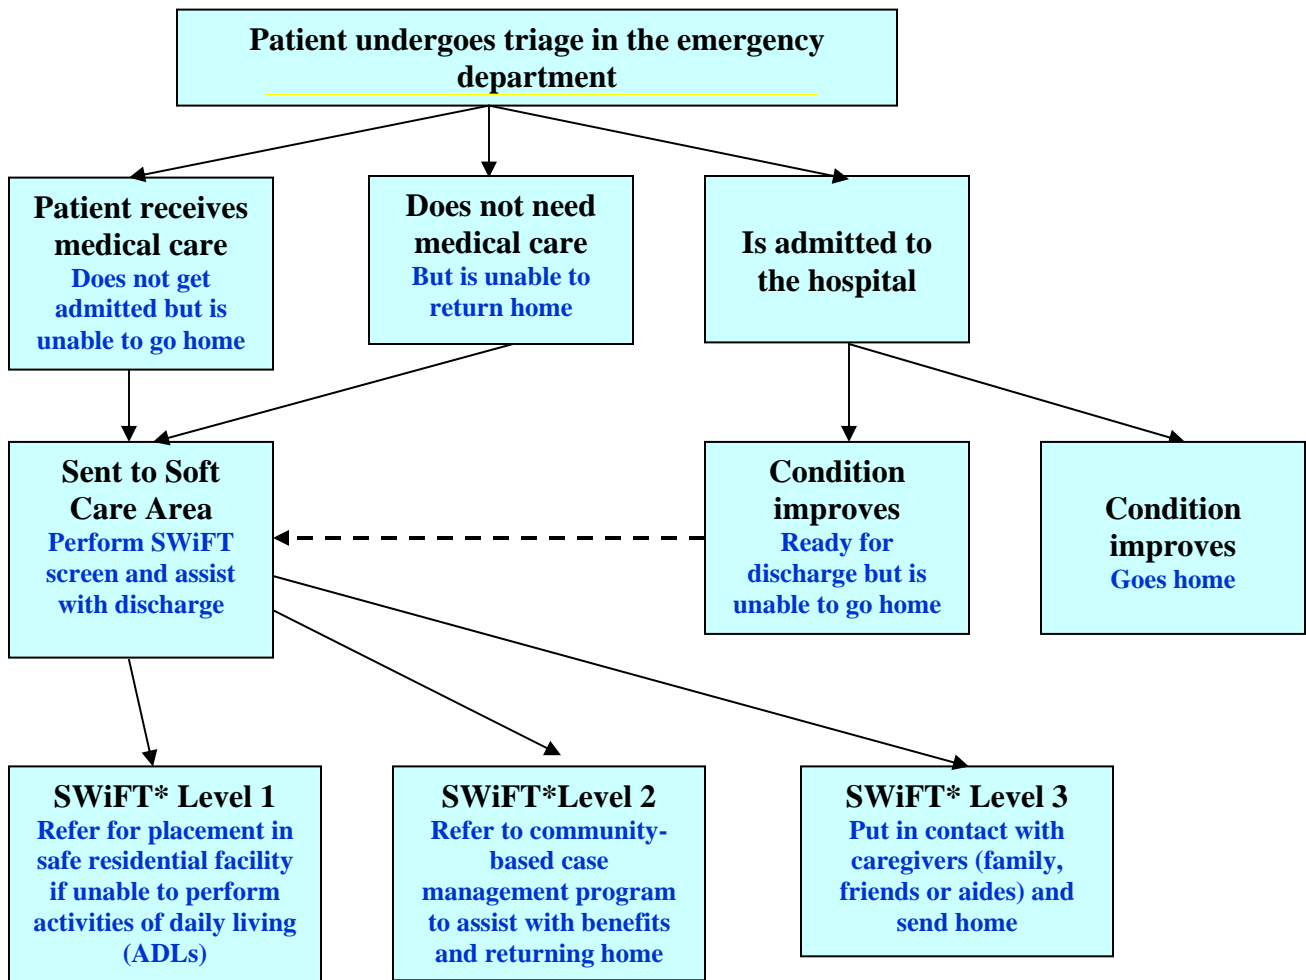 Patient undergoes triage in the emergency
department
Patient receives
medical care
Does not get
admitted but is
unable to go home
Does not need
medical care
But is unable to
return home
Is admitted to
the hospital
Sent to Soft
Care Area
Perform SWiFT
screen and assist
with discharge
Condition
improves
Ready for
discharge but is
unable to go home
Condition
improves
Goes home
SWiFT* Level 1
Refer for placement in
safe residential facility
if unable to perform
activities of daily living
(ADLs)
SWiFT*Level 2
Refer to community-
based case
management program
to assist with benefits
and returning home
SWiFT* Level 3
Put in contact with
caregivers (family,
friends or aides) and
send home